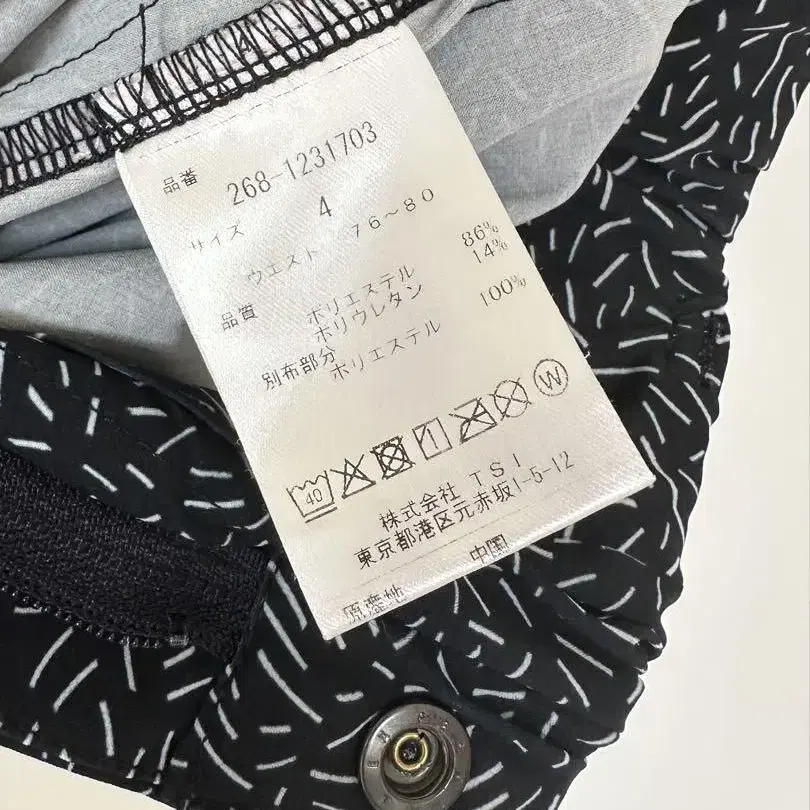 品番 268-1231703
サイズ 4
ウエスト 76~80
品質 ポリエステル 86%
ポリウレタン 14%
別布部分
ポリエステル 100%
40 W
株式会社 TSI
東京都港区元赤坂1-5-12
原産地 中国